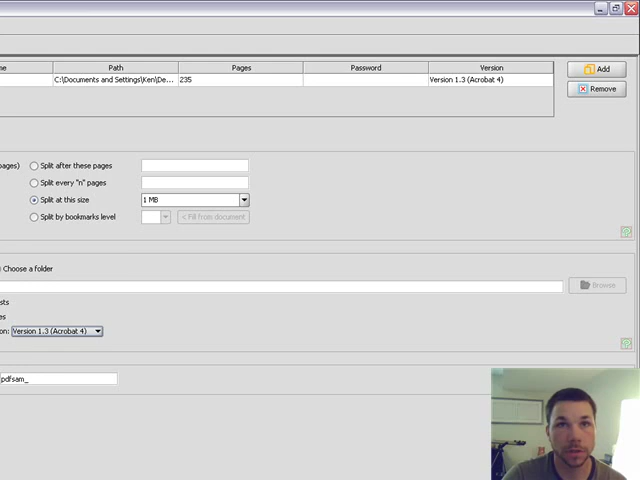 me Path Pages Password Version
C:\Documents and Settings\Ken\De... 235 Version 1.3 (Acrobat 4)
Add
Remove
pages) Split after these pages
Split every "n" pages
Split at this size 1 MB
Split by bookmarks level < Fill from document
Choose a folder
Browse
sts
es
on: Version 1.3 (Acrobat 4)
pdfsam_